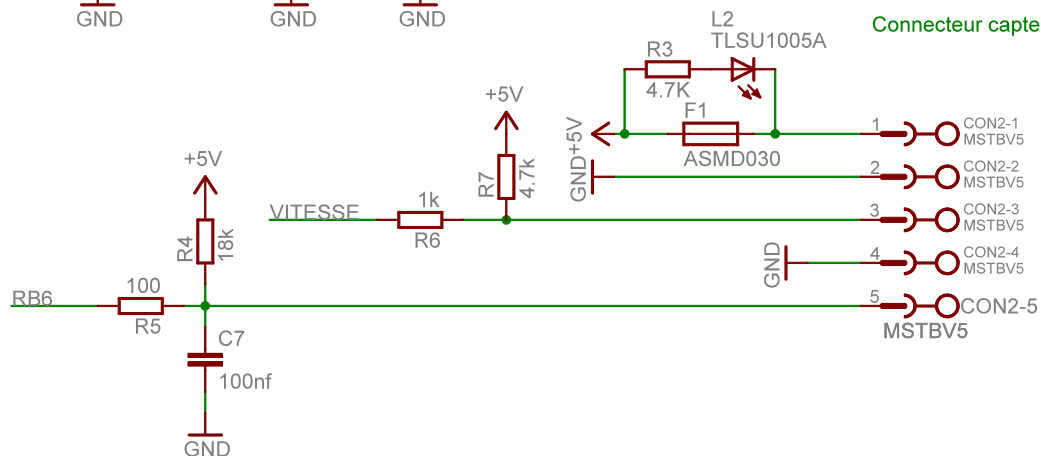 GND
GND
GND
L2
TLSU1005A
Connecteur capte
R3
4.7K
+5V
F1
+5V
ASMD030
1
CON2-1
MSTBV5
GND
2
CON2-2
MSTBV5
R7
4.7k
+5V
VITESSE
1k
R6
3
CON2-3
MSTBV5
R4
18k
GND
4
CON2-4
MSTBV5
RB6
100
R5
5
CON2-5
MSTBV5
C7
100nf
GND